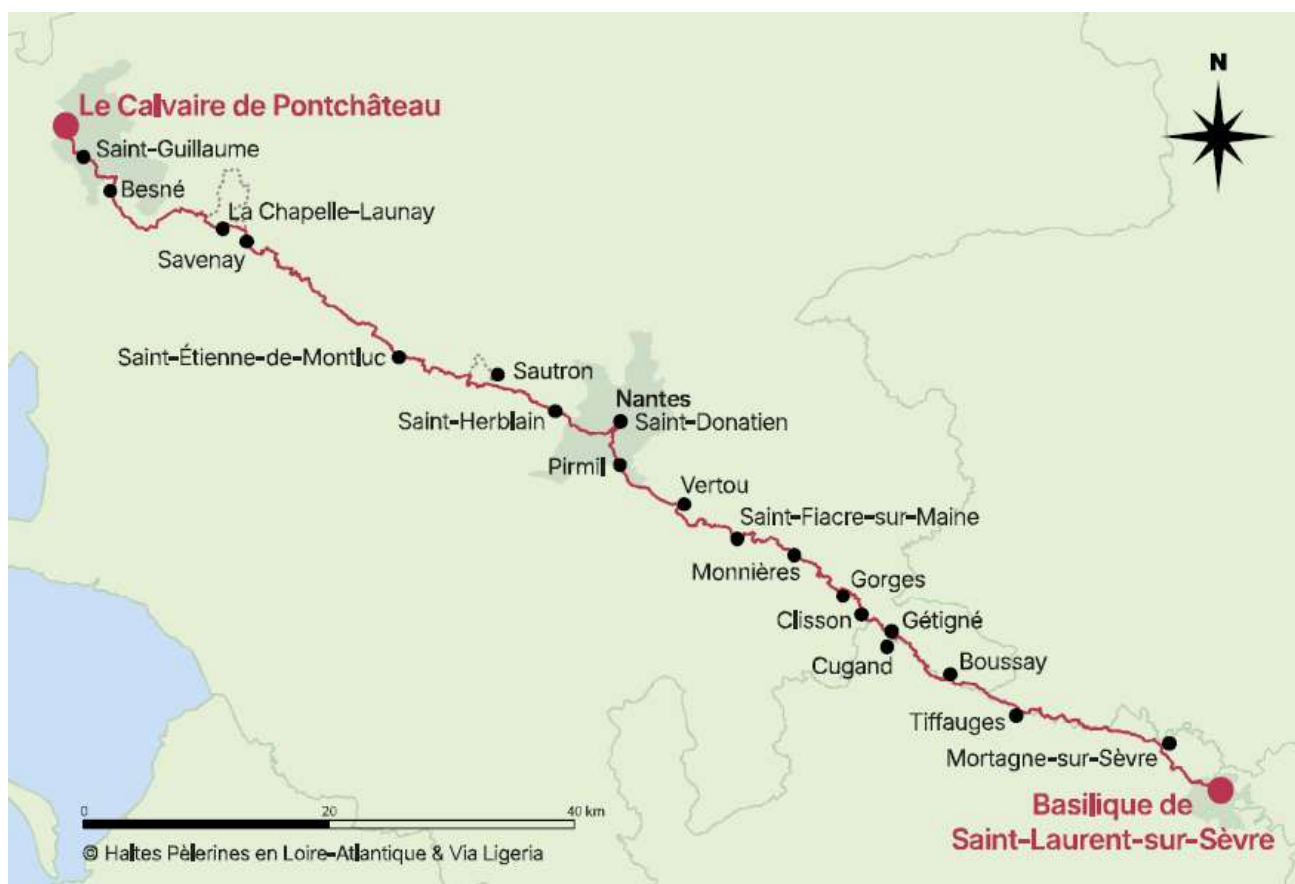 N
Le Calvaire de Pontchâteau
Saint-Guillaume
Besné
La Chapelle-Launay
Savenay
Saint-Étienne-de-Montluc
Sautron
Nantes
Saint-Herblain
Saint-Donatien
Pirmil
Vertou
Saint-Fiacre-sur-Maine
Monnières
Gorges
Clisson
Gétigné
Cugand
Boussay
Tiffauges
Mortagne-sur-Sèvre
Basilique de
Saint-Laurent-sur-Sèvre
0 20 40 km
© Haltes Pèlerines en Loire-Atlantique & Via Ligeria